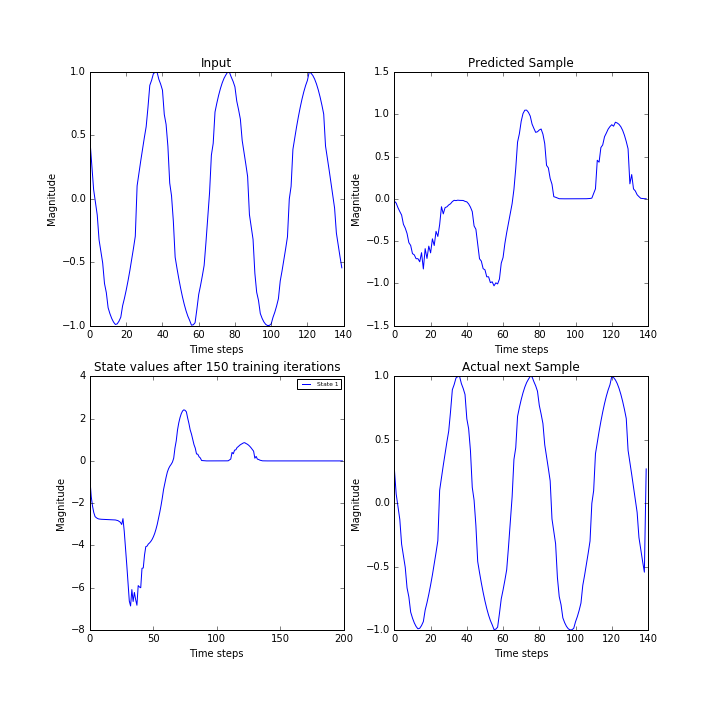 Input
Magnitude
1.0
0.5
0.0
−0.5
−1.0
0 20 40 60 80 100 120 140
Time steps
Predicted Sample
Magnitude
1.5
1.0
0.5
0.0
−0.5
−1.0
−1.5
0 20 40 60 80 100 120 140
Time steps
State values after 150 training iterations
State 1
Magnitude
4
2
0
−2
−4
−6
−8
0 50 100 150 200
Time steps
Actual next Sample
Magnitude
1.0
0.5
0.0
−0.5
−1.0
0 20 40 60 80 100 120 140
Time steps